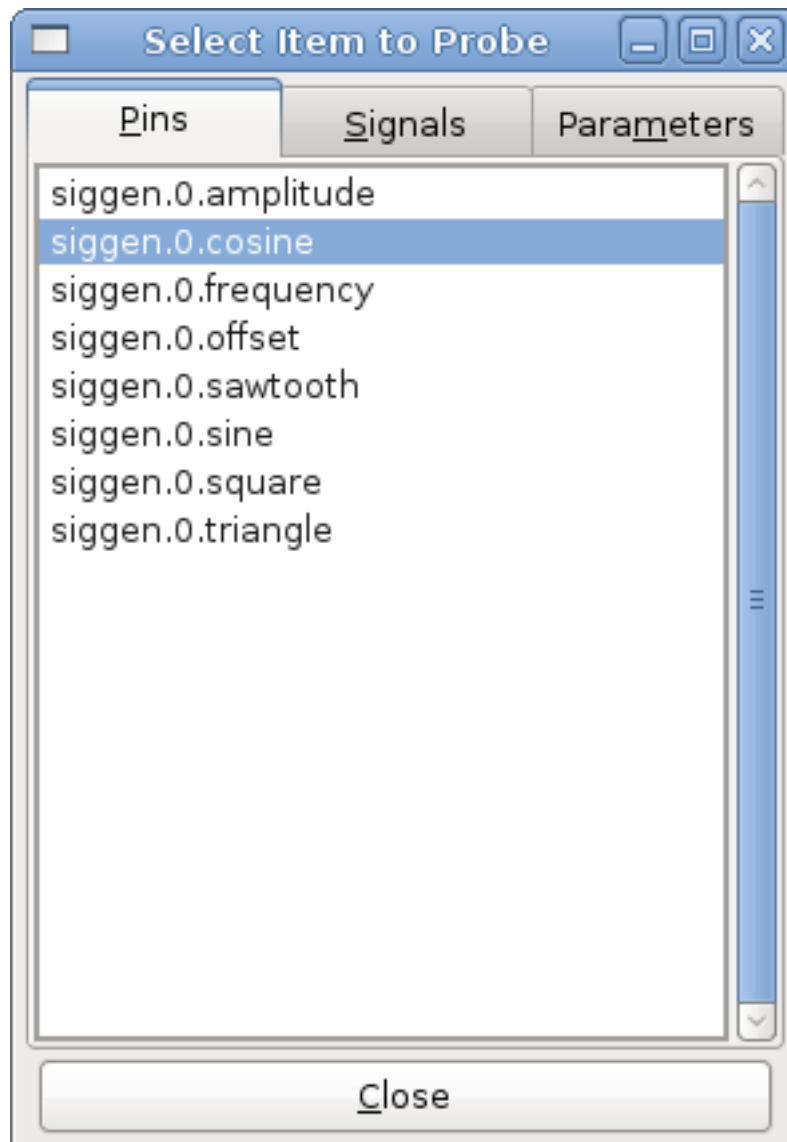 Select Item to Probe
Pins Signals Parameters
siggen.0.amplitude
siggen.0.cosine
siggen.0.frequency
siggen.0.offset
siggen.0.sawtooth
siggen.0.sine
siggen.0.square
siggen.0.triangle
Close